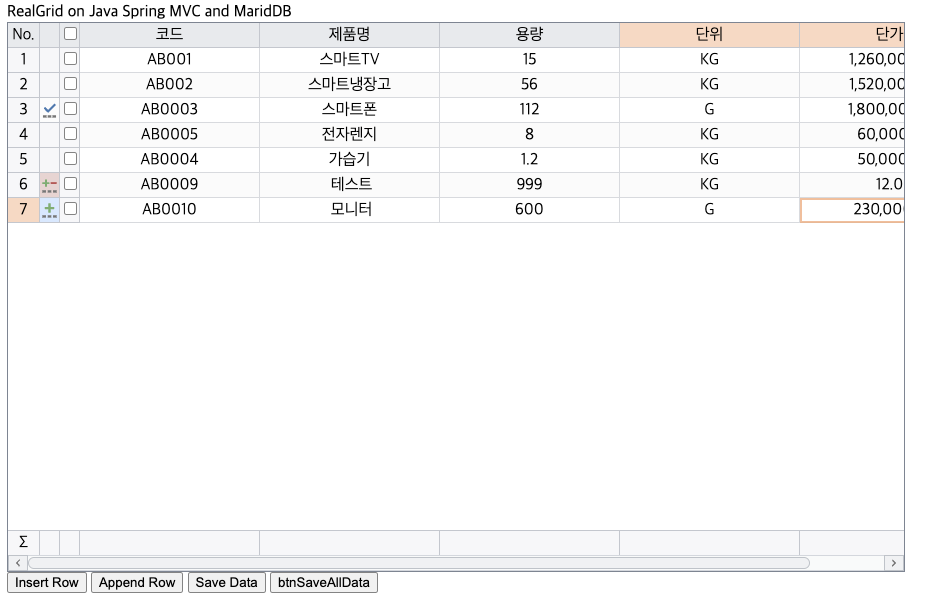 RealGrid on Java Spring MVC and MaridDB
No. 코드 제품명 용량 단위 단가
1 AB001 스마트TV 15 KG 1,260,00
2 AB002 스마트냉장고 56 KG 1,520,00
3 AB0003 스마트폰 112 G 1,800,00
4 AB0005 전자렌지 8 KG 60,000
5 AB0004 가습기 1.2 KG 50,000
6 AB0009 테스트 999 KG 12.0
7 AB0010 모니터 600 G 230,00
Σ
Insert Row Append Row Save Data btnSaveAllData